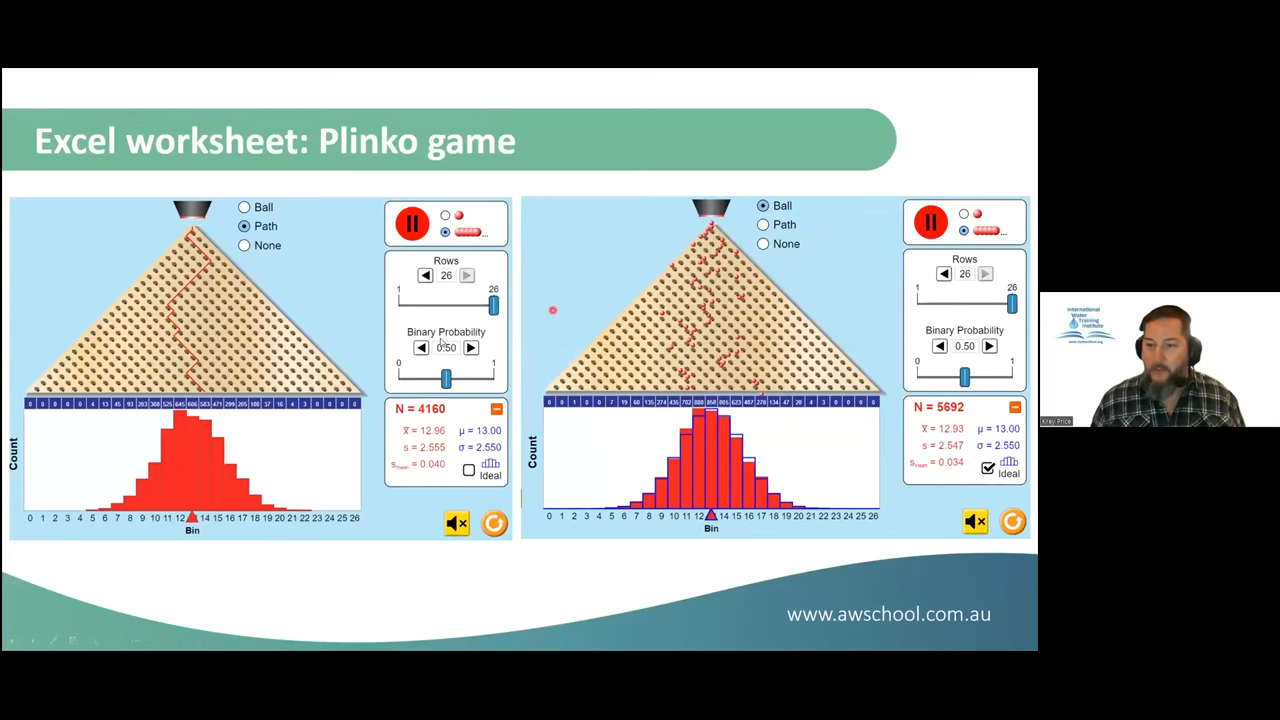 Excel worksheet: Plinko game
Ball
Path
None
...
Rows
26
1 26
Binary Probability
0.50
0 1
N = 4160
x̅ = 12.96 μ = 13.00
s = 2.555 σ = 2.550
smean = 0.040
Ideal
Count
0 1 2 3 4 5 6 7 8 9 10 11 12 14 15 16 17 18 19 20 21 22 23 24 25 26
Bin
Ball
Path
None
...
Rows
26
1 26
Binary Probability
0.50
0 1
N = 5692
x̅ = 12.93 μ = 13.00
s = 2.547 σ = 2.550
smean = 0.034
Ideal
Count
0 1 2 3 4 5 6 7 8 9 10 11 12 14 15 16 17 18 19 20 21 22 23 24 25 26
Bin
www.awschool.com.au
International
Water
Training
Institute
Krey Price